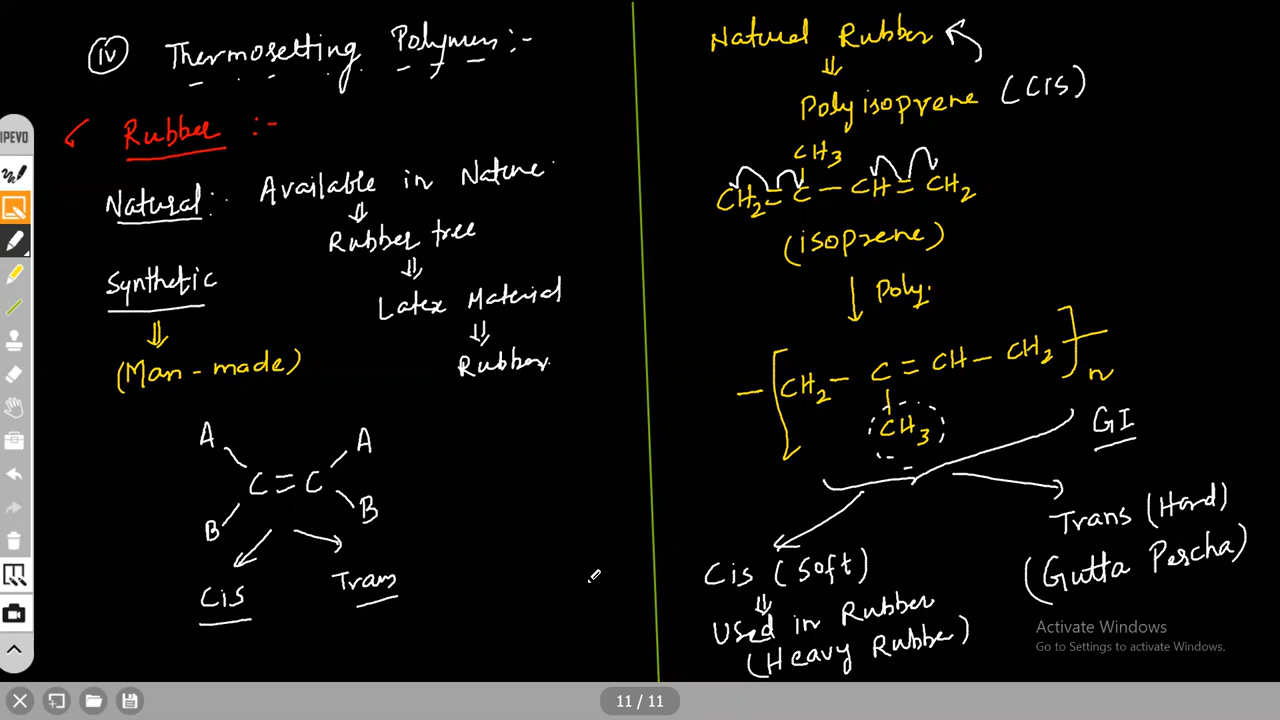 (iv) Thermosetting Polymers :-
Rubber :-
Natural :- Available in Nature
⇓
Rubber tree
⇓
Latex Material
⇓
Rubber.
Synthetic
⇓
(Man-made)
A A
C = C
B B
Cis Trans
Natural Rubber
⇓
Polyisoprene (Cis)
CH3
CH2 = C — CH = CH2
(isoprene)
↓ Poly.
—[CH2 — C = CH — CH2]—n
CH3
GI
Cis (Soft)
⇓
Used in Rubber
(Heavy Rubber)
Trans (Hard)
(Gutta Percha)
IPEVO
Activate Windows
Go to Settings to activate Windows.
11 / 11